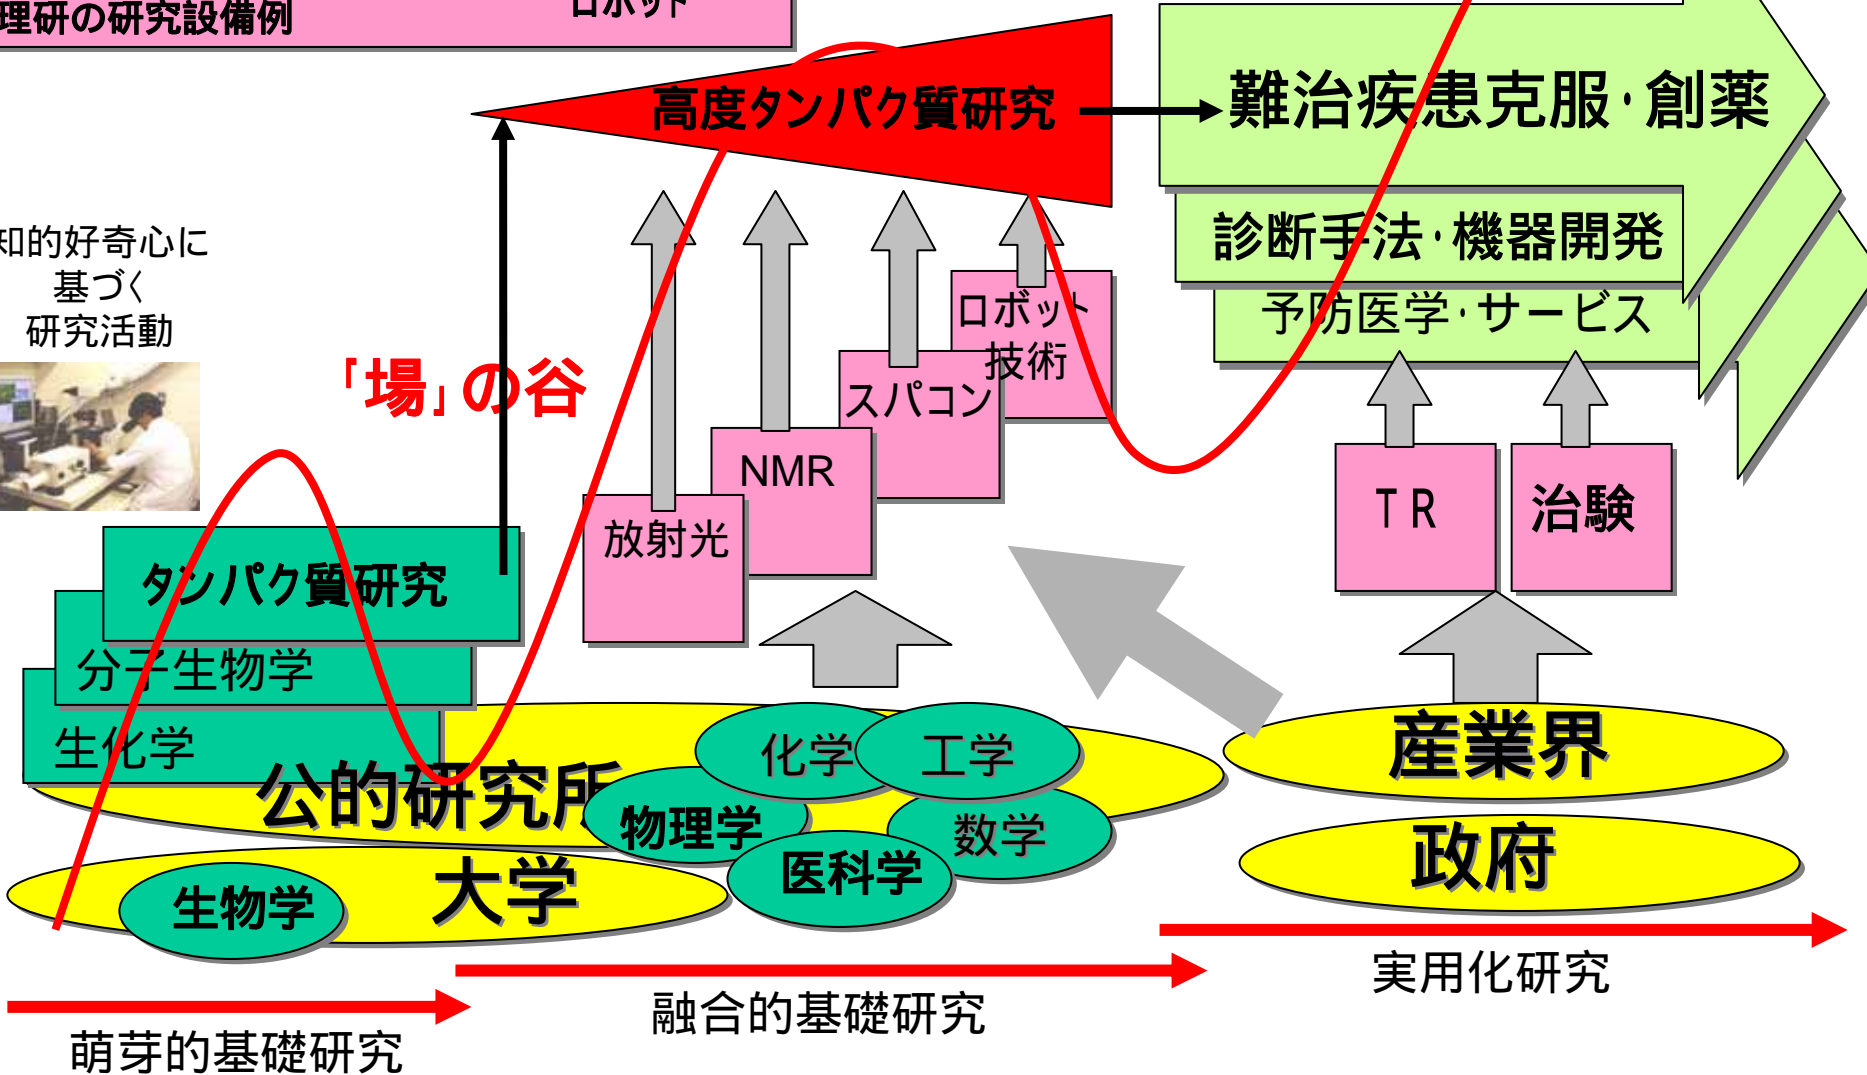 理研の研究設備例
ロボット
高度タンパク質研究
難治疾患克服・創薬
診断手法・機器開発
予防医学・サービス
知的好奇心に
基づく
研究活動
「場」の谷
ロボット
技術
スパコン
NMR
放射光
TR
治験
タンパク質研究
分子生物学
生化学
公的研究所
化学
工学
物理学
数学
医科学
大学
生物学
産業界
政府
実用化研究
融合的基礎研究
萌芽的基礎研究